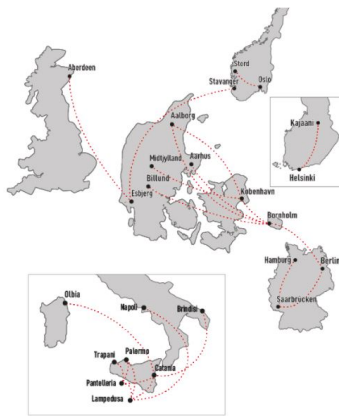 Abordoen
Stord
Oslo
Stavanger
Aalborg
Kajaani
Helsinki
Midtjylland
Aarhus
Billund
Esbjerg
København
Bornholm
Hamburg
Berlin
Saarbrücken
Olbia
Napoli
Brindisi
Trapani
Palermo
Catania
Pantelleria
Lampedusa